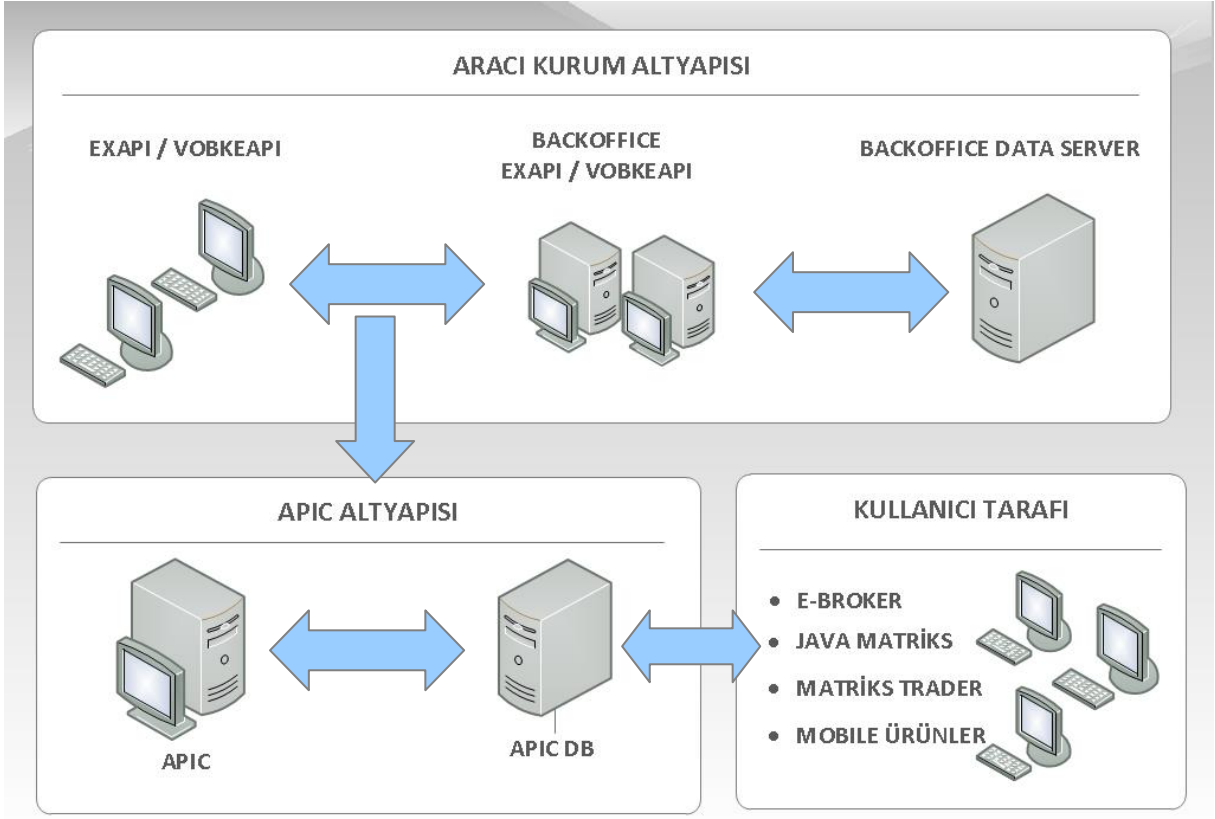 ARACI KURUM ALTYAPISI
EXAPI / VOBKEAPI
BACKOFFICE
EXAPI / VOBKEAPI
BACKOFFICE DATA SERVER
APIC ALTYAPISI
APIC
APIC DB
KULLANICI TARAFI
• E-BROKER
• JAVA MATRİKS
• MATRİKS TRADER
• MOBILE ÜRÜNLER